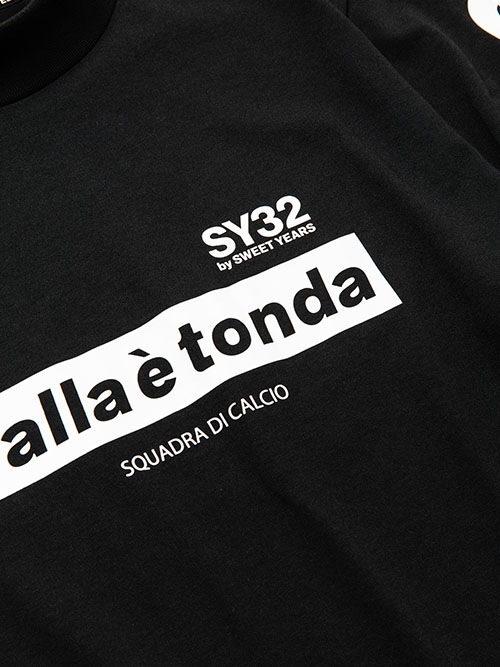 SY32
by SWEET YEARS
alla è tonda
SQUADRA DI CALCIO